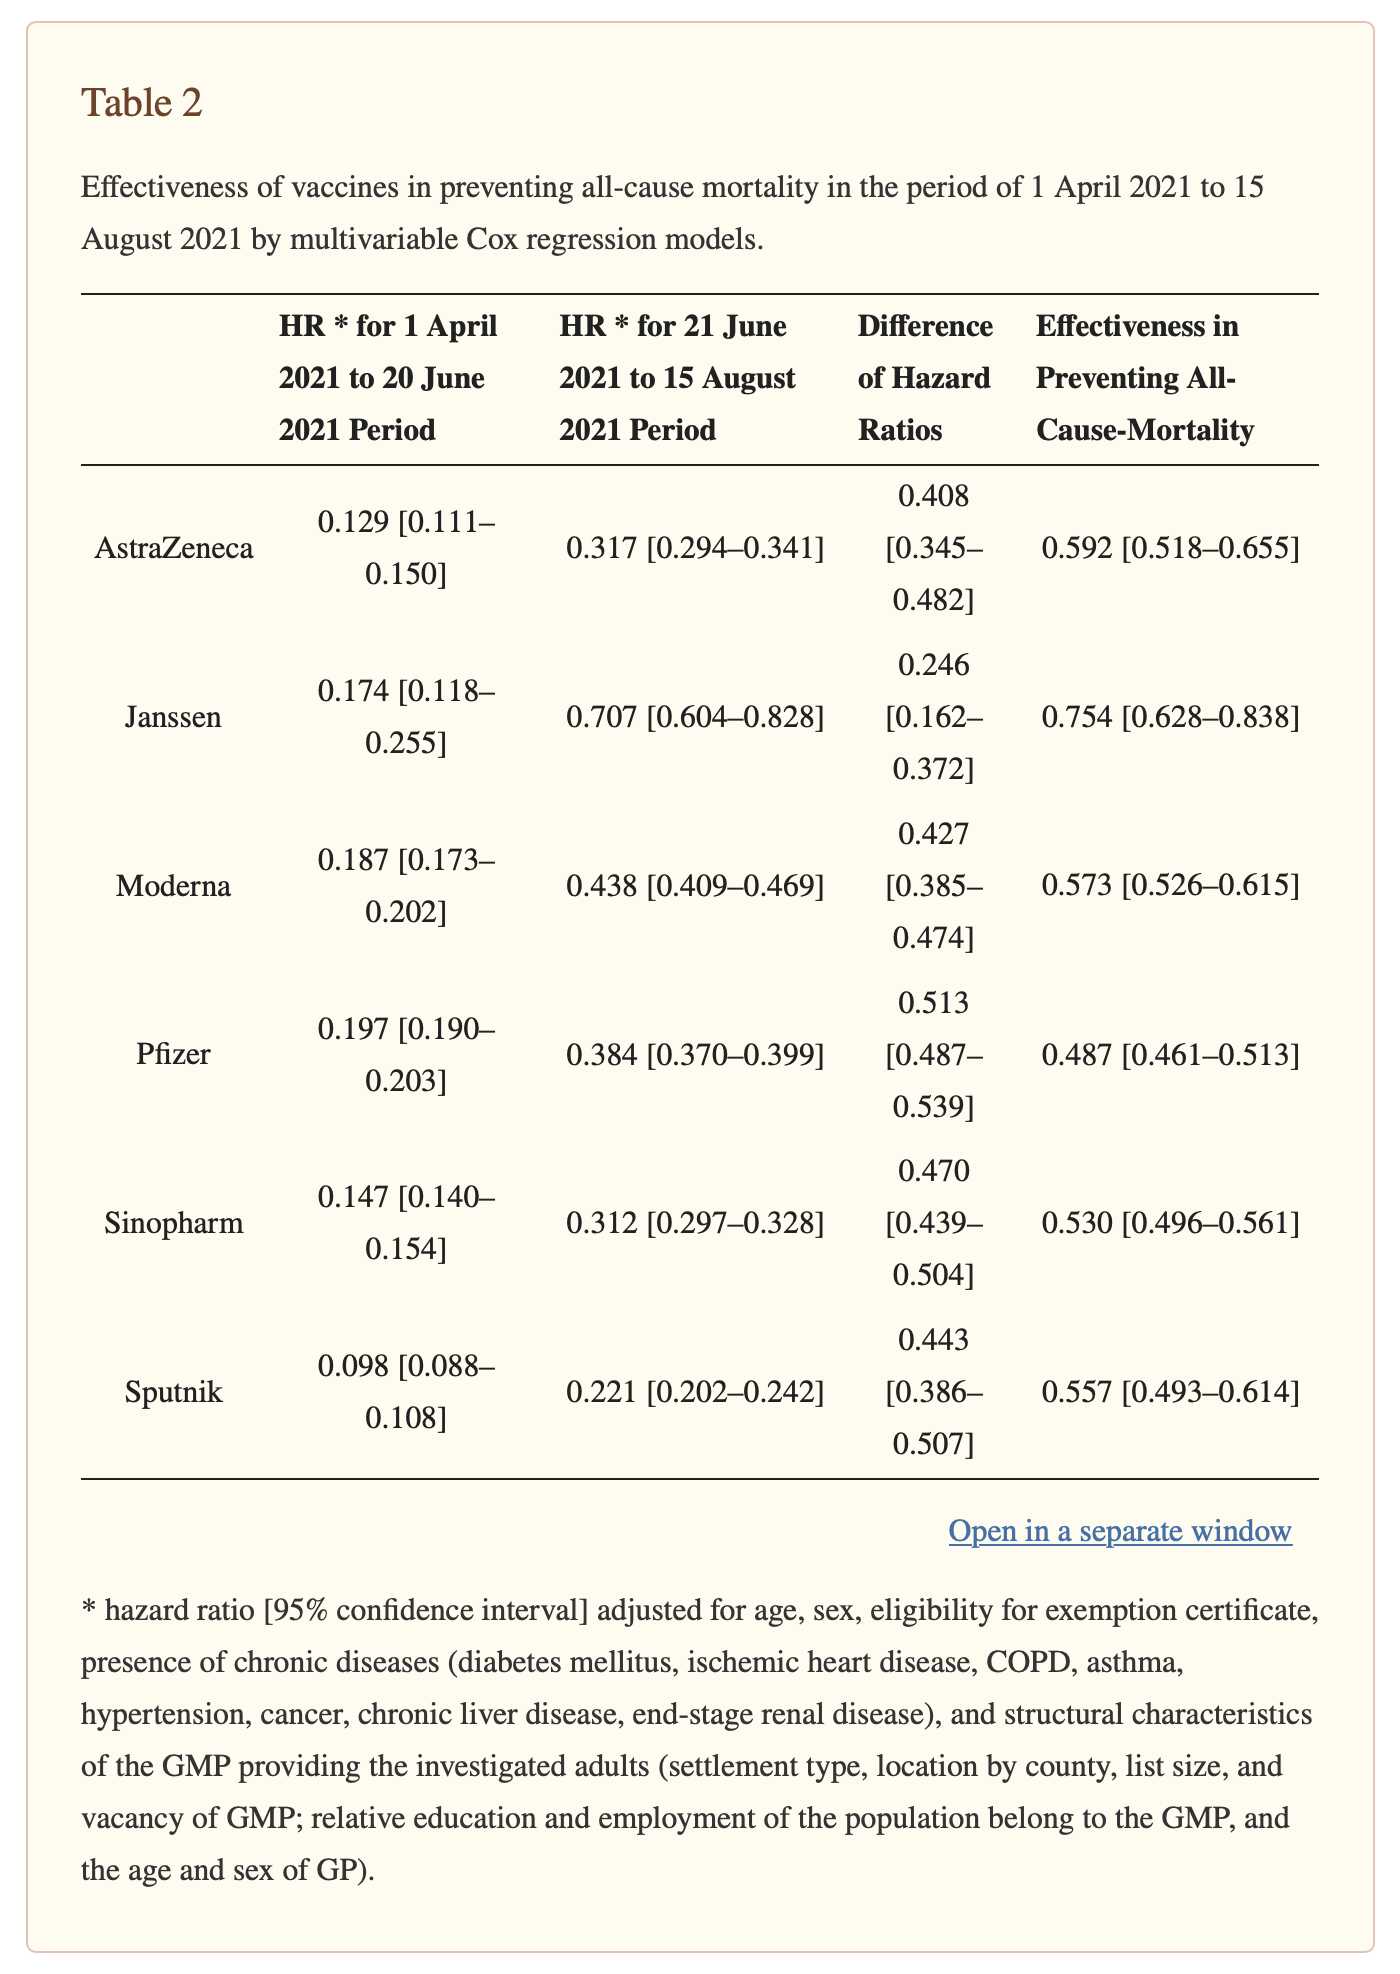 Table 2
Effectiveness of vaccines in preventing all-cause mortality in the period of 1 April 2021 to 15
August 2021 by multivariable Cox regression models.
HR * for 1 April
2021 to 20 June
2021 Period
HR * for 21 June
2021 to 15 August
2021 Period
Difference
of Hazard
Ratios
Effectiveness in
Preventing All-
Cause-Mortality
AstraZeneca
0.129 [0.111–
0.150]
0.317 [0.294–0.341]
0.408
[0.345–
0.482]
0.592 [0.518–0.655]
Janssen
0.174 [0.118–
0.255]
0.707 [0.604–0.828]
0.246
[0.162–
0.372]
0.754 [0.628–0.838]
Moderna
0.187 [0.173–
0.202]
0.438 [0.409–0.469]
0.427
[0.385–
0.474]
0.573 [0.526–0.615]
Pfizer
0.197 [0.190–
0.203]
0.384 [0.370–0.399]
0.513
[0.487–
0.539]
0.487 [0.461–0.513]
Sinopharm
0.147 [0.140–
0.154]
0.312 [0.297–0.328]
0.470
[0.439–
0.504]
0.530 [0.496–0.561]
Sputnik
0.098 [0.088–
0.108]
0.221 [0.202–0.242]
0.443
[0.386–
0.507]
0.557 [0.493–0.614]
Open in a separate window
* hazard ratio [95% confidence interval] adjusted for age, sex, eligibility for exemption certificate,
presence of chronic diseases (diabetes mellitus, ischemic heart disease, COPD, asthma,
hypertension, cancer, chronic liver disease, end-stage renal disease), and structural characteristics
of the GMP providing the investigated adults (settlement type, location by county, list size, and
vacancy of GMP; relative education and employment of the population belong to the GMP, and
the age and sex of GP).